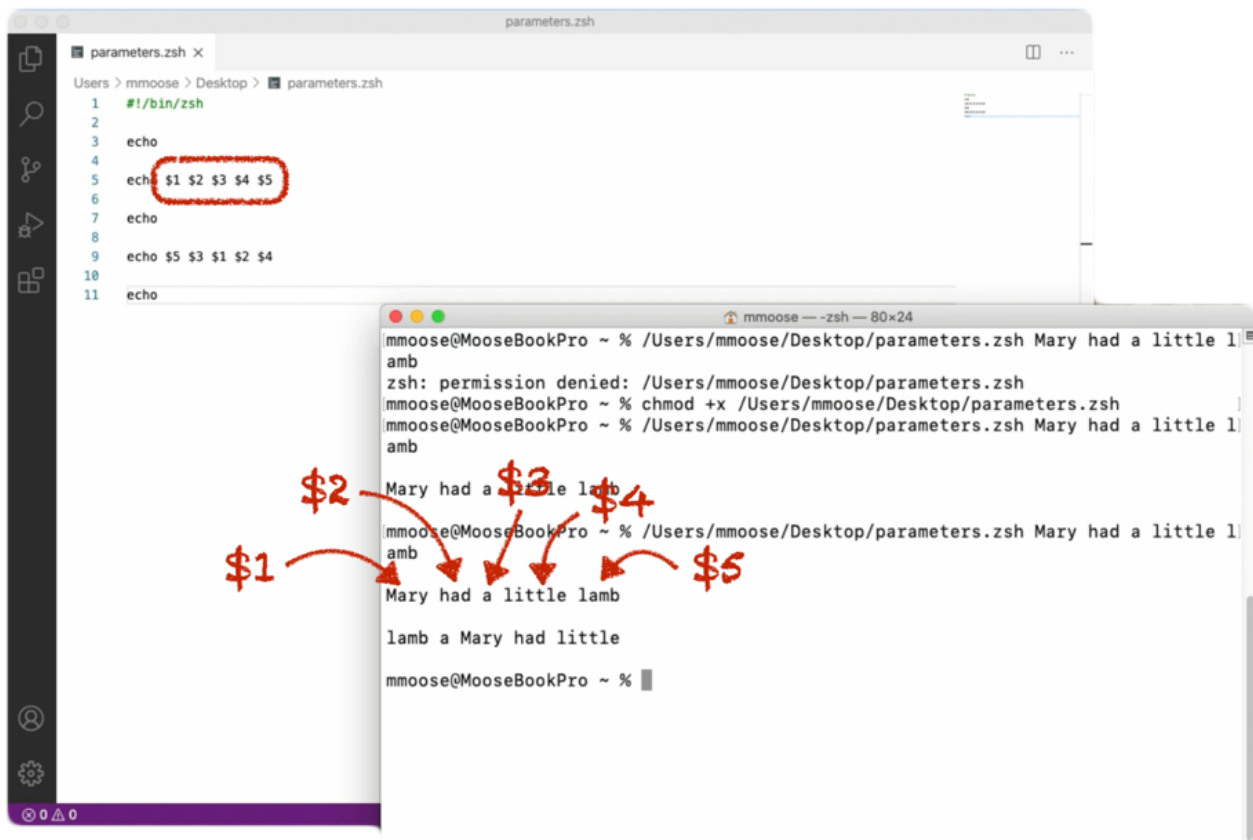 parameters.zsh
parameters.zsh ×
Users > mmoose > Desktop > parameters.zsh
1 #!/bin/zsh
2
3 echo
4
5 echo $1 $2 $3 $4 $5
6
7 echo
8
9 echo $5 $3 $1 $2 $4
10
11 echo
mmoose — -zsh — 80×24
mmoose@MooseBookPro ~ % /Users/mmoose/Desktop/parameters.zsh Mary had a little l
amb
zsh: permission denied: /Users/mmoose/Desktop/parameters.zsh
mmoose@MooseBookPro ~ % chmod +x /Users/mmoose/Desktop/parameters.zsh
mmoose@MooseBookPro ~ % /Users/mmoose/Desktop/parameters.zsh Mary had a little l
amb
Mary had a little lamb
$2 $3 $4
mmoose@MooseBookPro ~ % /Users/mmoose/Desktop/parameters.zsh Mary had a little l
amb
$1 $5
Mary had a little lamb
lamb a Mary had little
mmoose@MooseBookPro ~ %
0 0